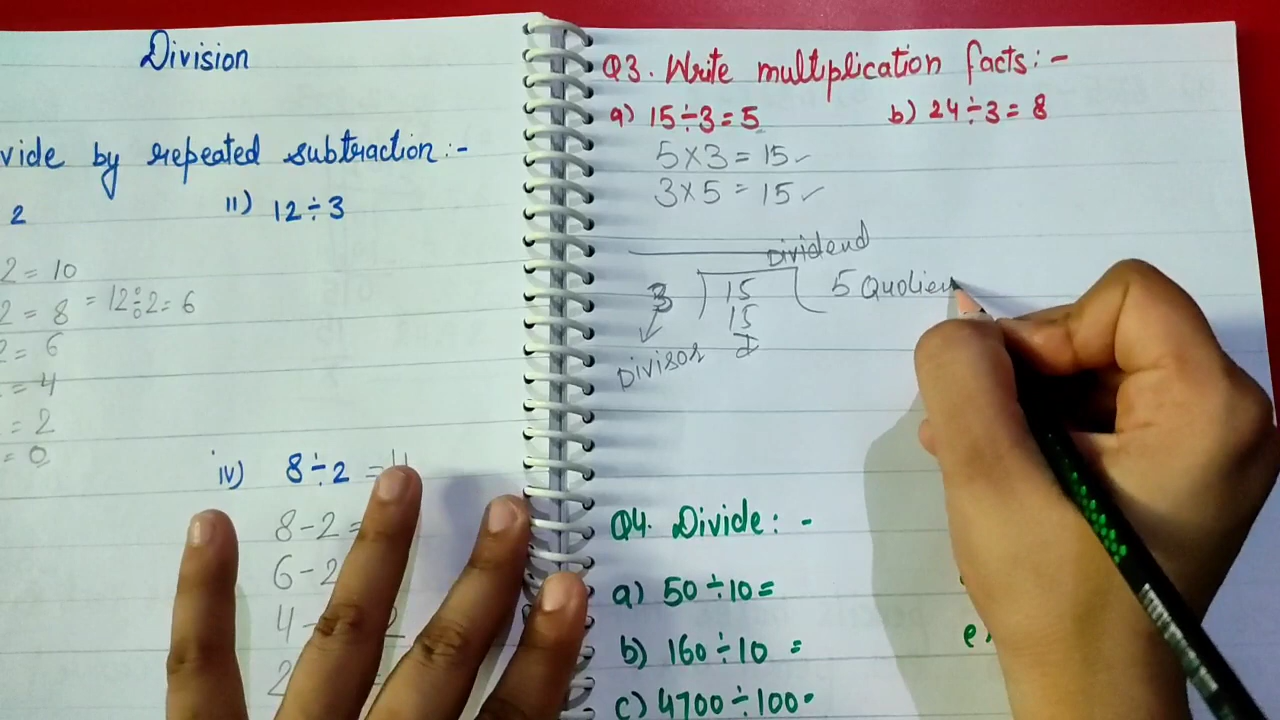 Division
vide by repeated subtraction:-
2 11) 12÷3
2 = 10
2 = 8 = 12÷2= 6
2 = 6
= 4
= 2
= 0
iv) 8÷2 =
8-2=
6-2
4-
2
Q3. Write multiplication facts:-
a) 15÷3=5 b) 24÷3=8
5×3=15✓
3×5=15✓
Dividend
3 15 5 Quotien
15
Divisor
Q4. Divide:-
a) 50÷10=
b) 160÷10 =
e)
c) 4700÷100